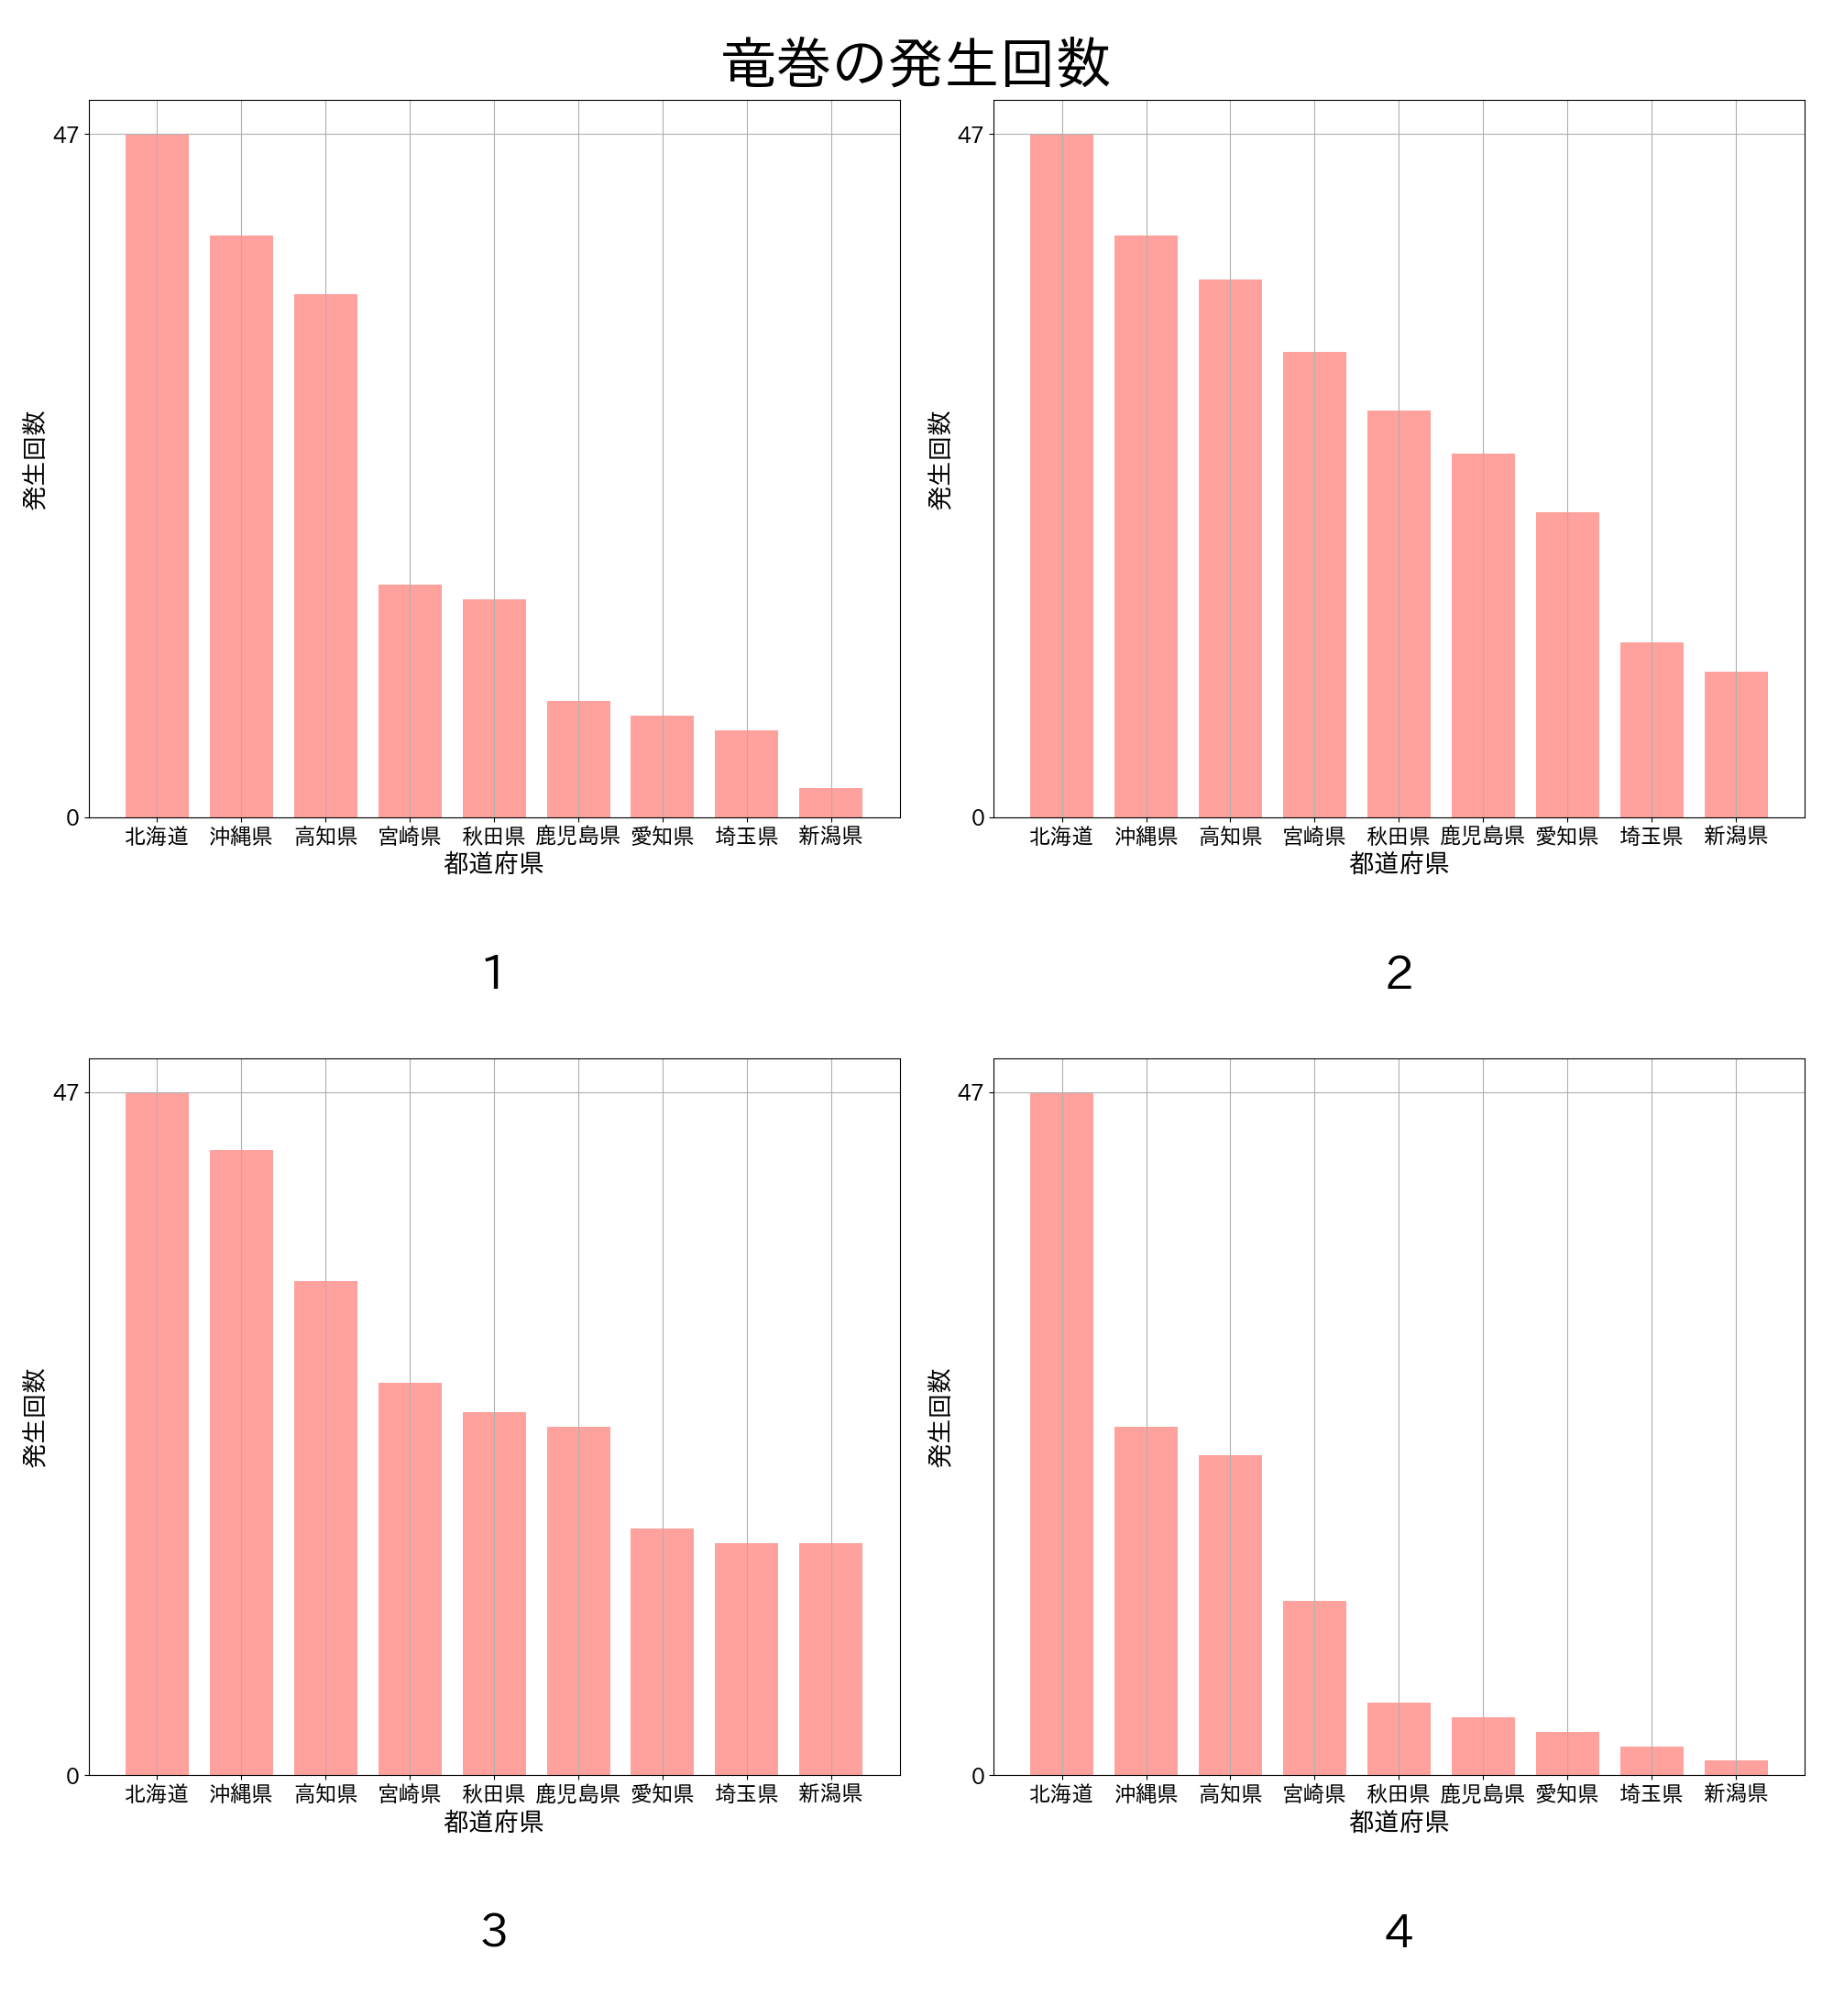 竜巻の発生回数
47
0
発生回数
北海道 沖縄県 高知県 宮崎県 秋田県 鹿児島県 愛知県 埼玉県 新潟県
都道府県
1
47
0
発生回数
北海道 沖縄県 高知県 宮崎県 秋田県 鹿児島県 愛知県 埼玉県 新潟県
都道府県
2
47
0
発生回数
北海道 沖縄県 高知県 宮崎県 秋田県 鹿児島県 愛知県 埼玉県 新潟県
都道府県
3
47
0
発生回数
北海道 沖縄県 高知県 宮崎県 秋田県 鹿児島県 愛知県 埼玉県 新潟県
都道府県
4